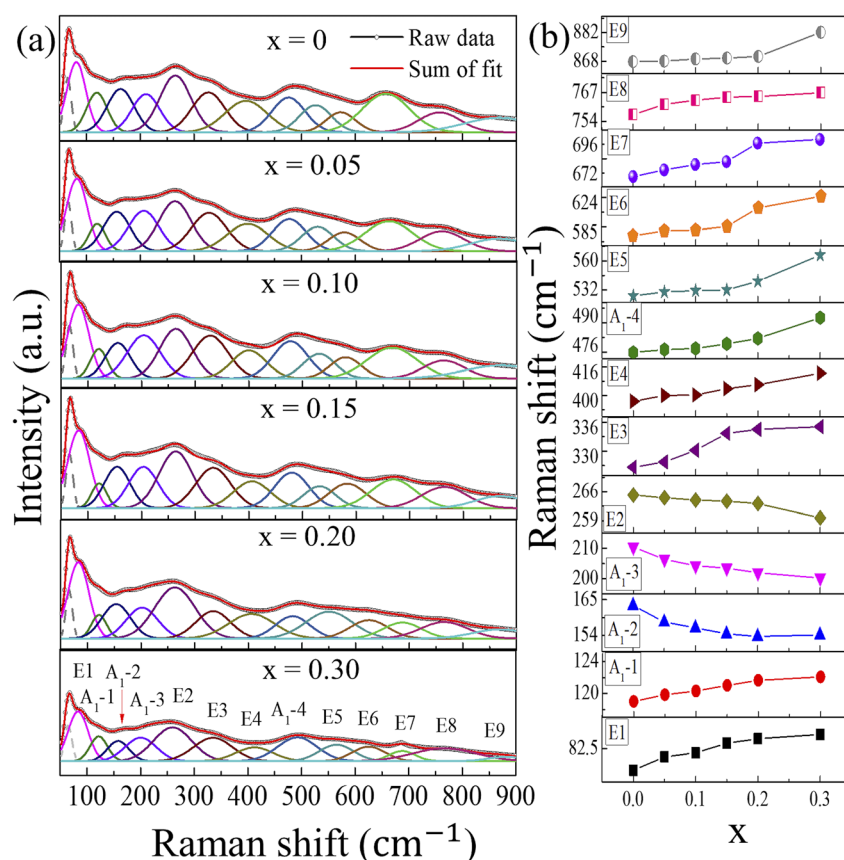 (a)
x = 0
Raw data
Sum of fit
x = 0.05
x = 0.10
x = 0.15
x = 0.20
x = 0.30
E1
A₁-1
A₁-2
A₁-3
E2
E3
E4
A₁-4
E5
E6
E7
E8
E9
Intensity (a.u.)
100 200 300 400 500 600 700 800 900
Raman shift (cm⁻¹)
(b)
E9
882
868
E8
767
754
E7
696
672
E6
624
585
E5
560
532
A₁-4
490
476
E4
416
400
E3
336
330
E2
266
259
A₁-3
210
200
A₁-2
165
154
A₁-1
124
120
E1
82.5
Raman shift (cm⁻¹)
0.0 0.1 0.2 0.3
x